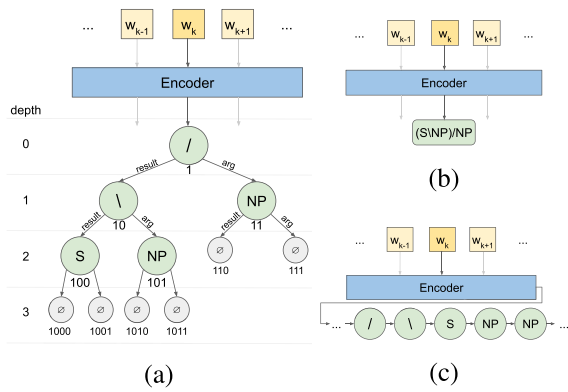 ... w_{k-1} w_k w_{k+1} ...
Encoder
depth
0 /
1
result arg
1 \ NP
10 11
result arg result arg
2 S NP ∅ ∅
100 101 110 111
3 ∅ ∅ ∅ ∅
1000 1001 1010 1011
(a)
... w_{k-1} w_k w_{k+1} ...
Encoder
(S\NP)/NP
(b)
... w_{k-1} w_k w_{k+1} ...
Encoder
... / \ S NP NP ...
(c)